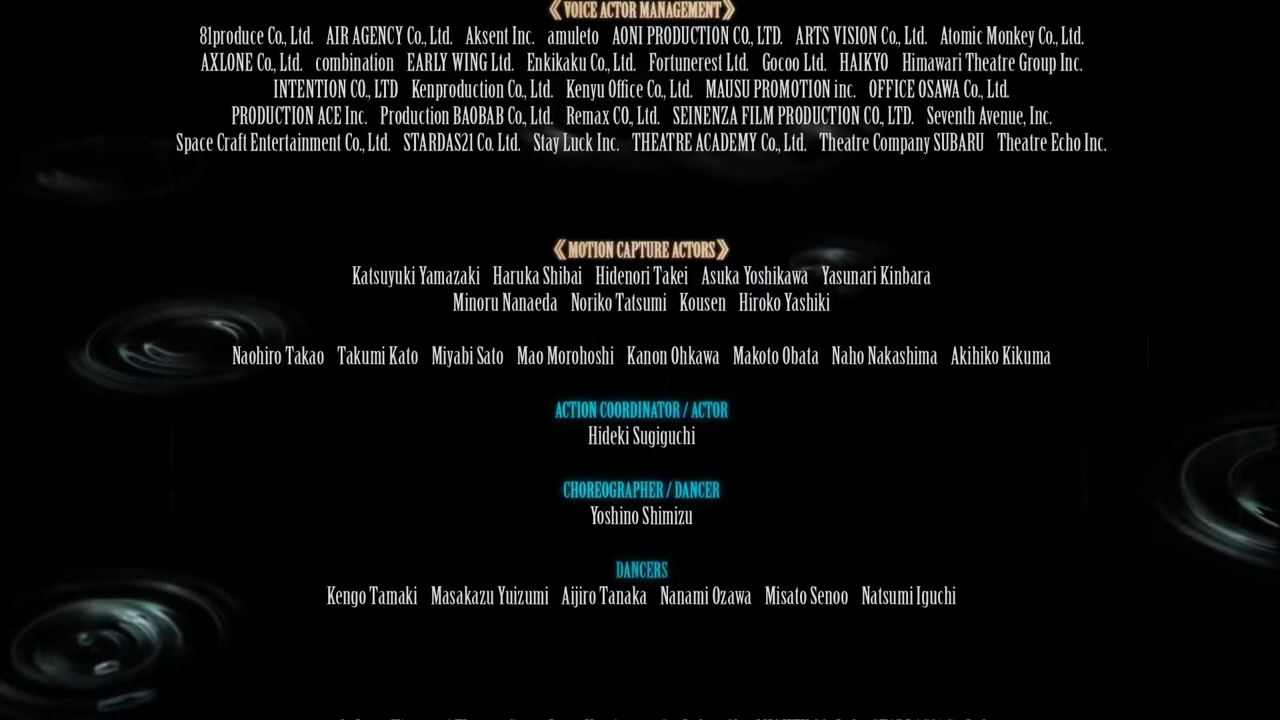 《VOICE ACTOR MANAGEMENT》
81produce Co., Ltd. AIR AGENCY Co., Ltd. Aksent Inc. amuleto AONI PRODUCTION CO., LTD. ARTS VISION Co., Ltd. Atomic Monkey Co., Ltd.
AXLONE Co., Ltd. combination EARLY WING Ltd. Enkikaku Co., Ltd. Fortunerest Ltd. Gocoo Ltd. HAIKYO Himawari Theatre Group Inc.
INTENTION CO., LTD Kenproduction Co., Ltd. Kenyu Office Co., Ltd. MAUSU PROMOTION inc. OFFICE OSAWA Co., Ltd.
PRODUCTION ACE Inc. Production BAOBAB Co., Ltd. Remax CO., Ltd. SEINENZA FILM PRODUCTION CO., LTD. Seventh Avenue, Inc.
Space Craft Entertainment Co., Ltd. STARDAS21 Co. Ltd. Stay Luck Inc. THEATRE ACADEMY Co., Ltd. Theatre Company SUBARU Theatre Echo Inc.
《MOTION CAPTURE ACTORS》
Katsuyuki Yamazaki Haruka Shibai Hidenori Takei Asuka Yoshikawa Yasunari Kinbara
Minoru Nanaeda Noriko Tatsumi Kousen Hiroko Yashiki
Naohiro Takao Takumi Kato Miyabi Sato Mao Morohoshi Kanon Ohkawa Makoto Obata Naho Nakashima Akihiko Kikuma
ACTION COORDINATOR / ACTOR
Hideki Sugiguchi
CHOREOGRAPHER / DANCER
Yoshino Shimizu
DANCERS
Kengo Tamaki Masakazu Yuizumi Aijiro Tanaka Nanami Ozawa Misato Senoo Natsumi Iguchi